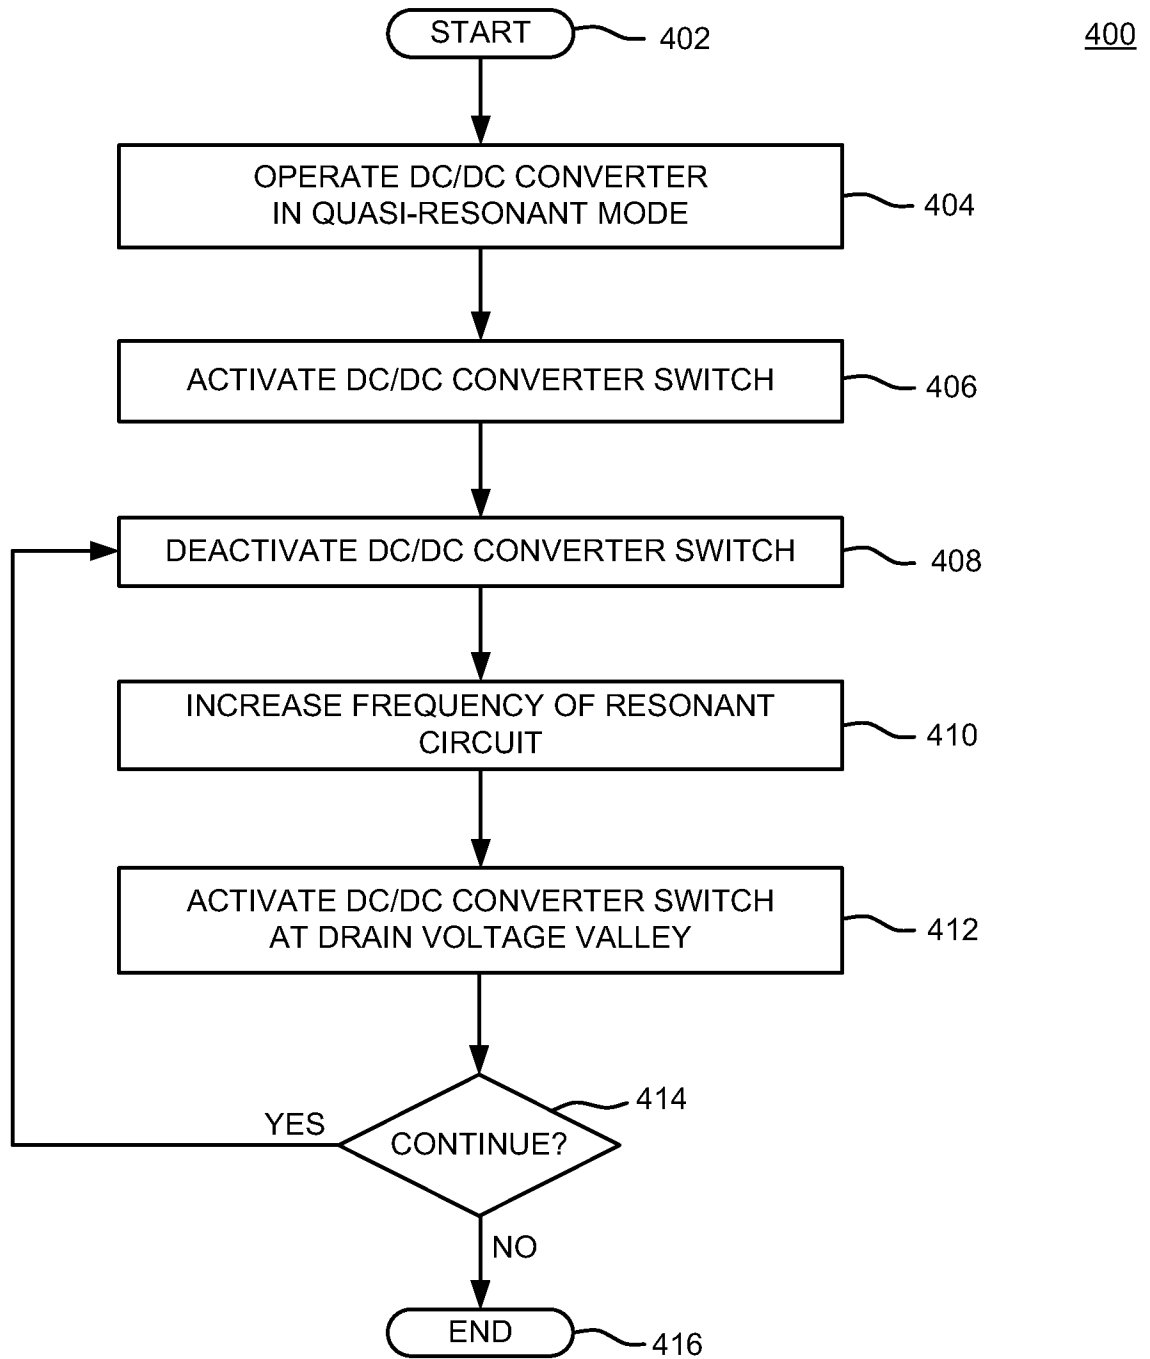 START
402
400
OPERATE DC/DC CONVERTER
IN QUASI-RESONANT MODE
404
ACTIVATE DC/DC CONVERTER SWITCH
406
DEACTIVATE DC/DC CONVERTER SWITCH
408
INCREASE FREQUENCY OF RESONANT
CIRCUIT
410
ACTIVATE DC/DC CONVERTER SWITCH
AT DRAIN VOLTAGE VALLEY
412
414
YES
CONTINUE?
NO
END
416